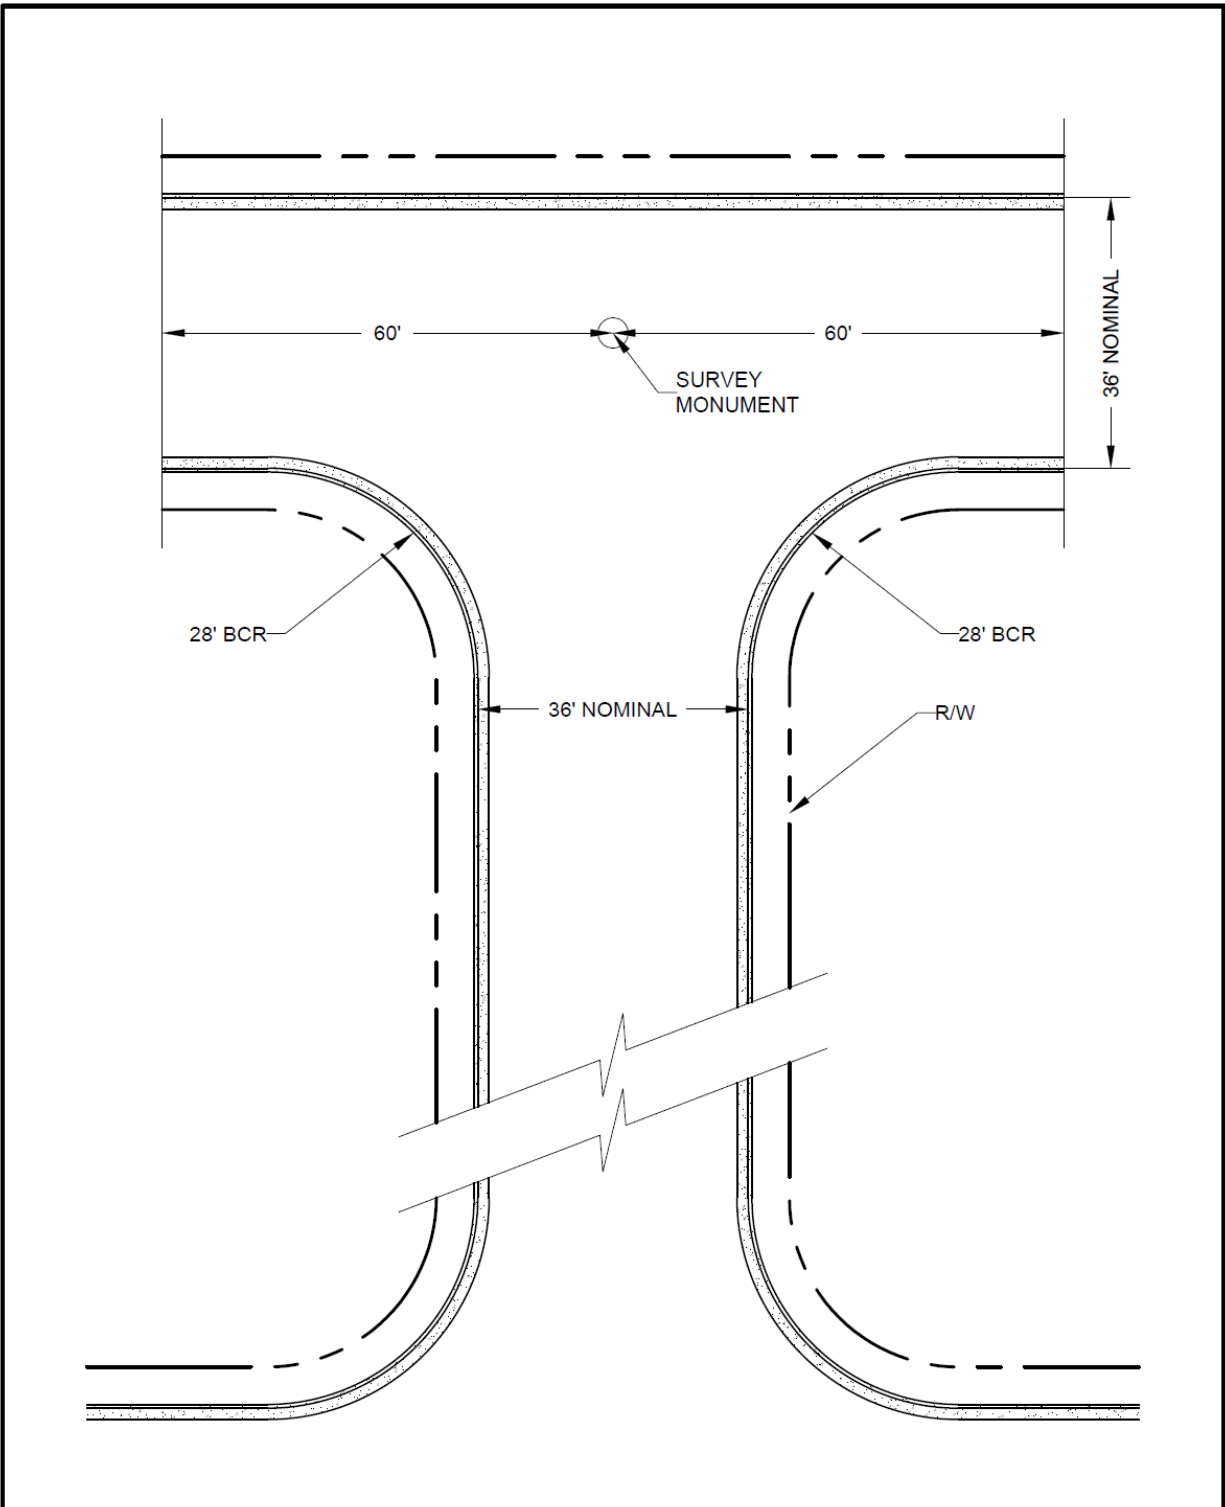 60'
60'
36' NOMINAL
SURVEY
MONUMENT
28' BCR
28' BCR
36' NOMINAL
R/W